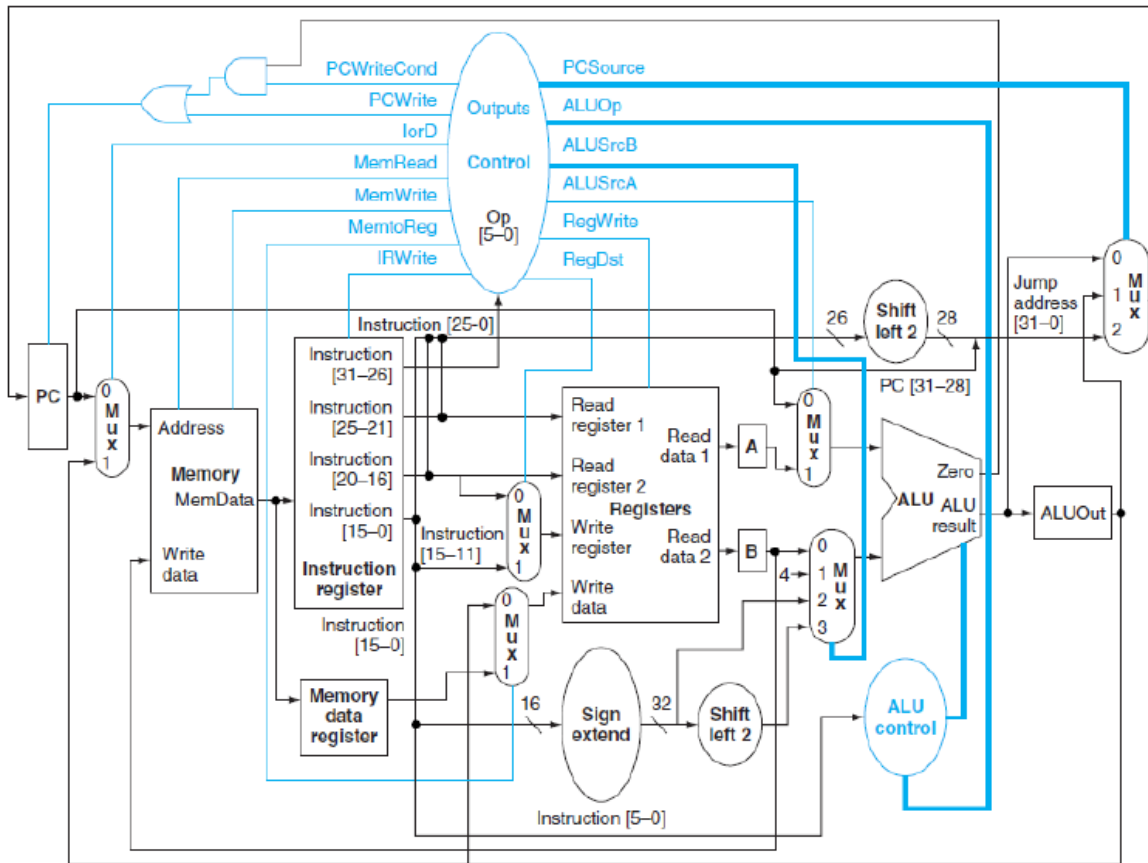 PCWriteCond
PCWrite
IorD
MemRead
MemWrite
MemtoReg
IRWrite
Outputs
Control
Op
[5–0]
PCSource
ALUOp
ALUSrcB
ALUSrcA
RegWrite
RegDst
Instruction [25-0]
26
Shift
left 2
28
Jump
address
[31–0]
0
1
2
M
u
x
PC [31–28]
PC
0
M
u
x
1
Address
Memory
MemData
Write
data
Instruction
[31–26]
Instruction
[25–21]
Instruction
[20–16]
Instruction
[15–0]
Instruction
register
Instruction
[15–0]
Instruction
[15–11]
0
M
u
x
1
0
M
u
x
1
Memory
data
register
Read
register 1
Read
register 2
Registers
Write
register
Write
data
Read
data 1
Read
data 2
A
B
0
M
u
x
1
0
4
1
2
3
M
u
x
Zero
ALU
ALU
result
ALUOut
16
Sign
extend
32
Shift
left 2
ALU
control
Instruction [5–0]